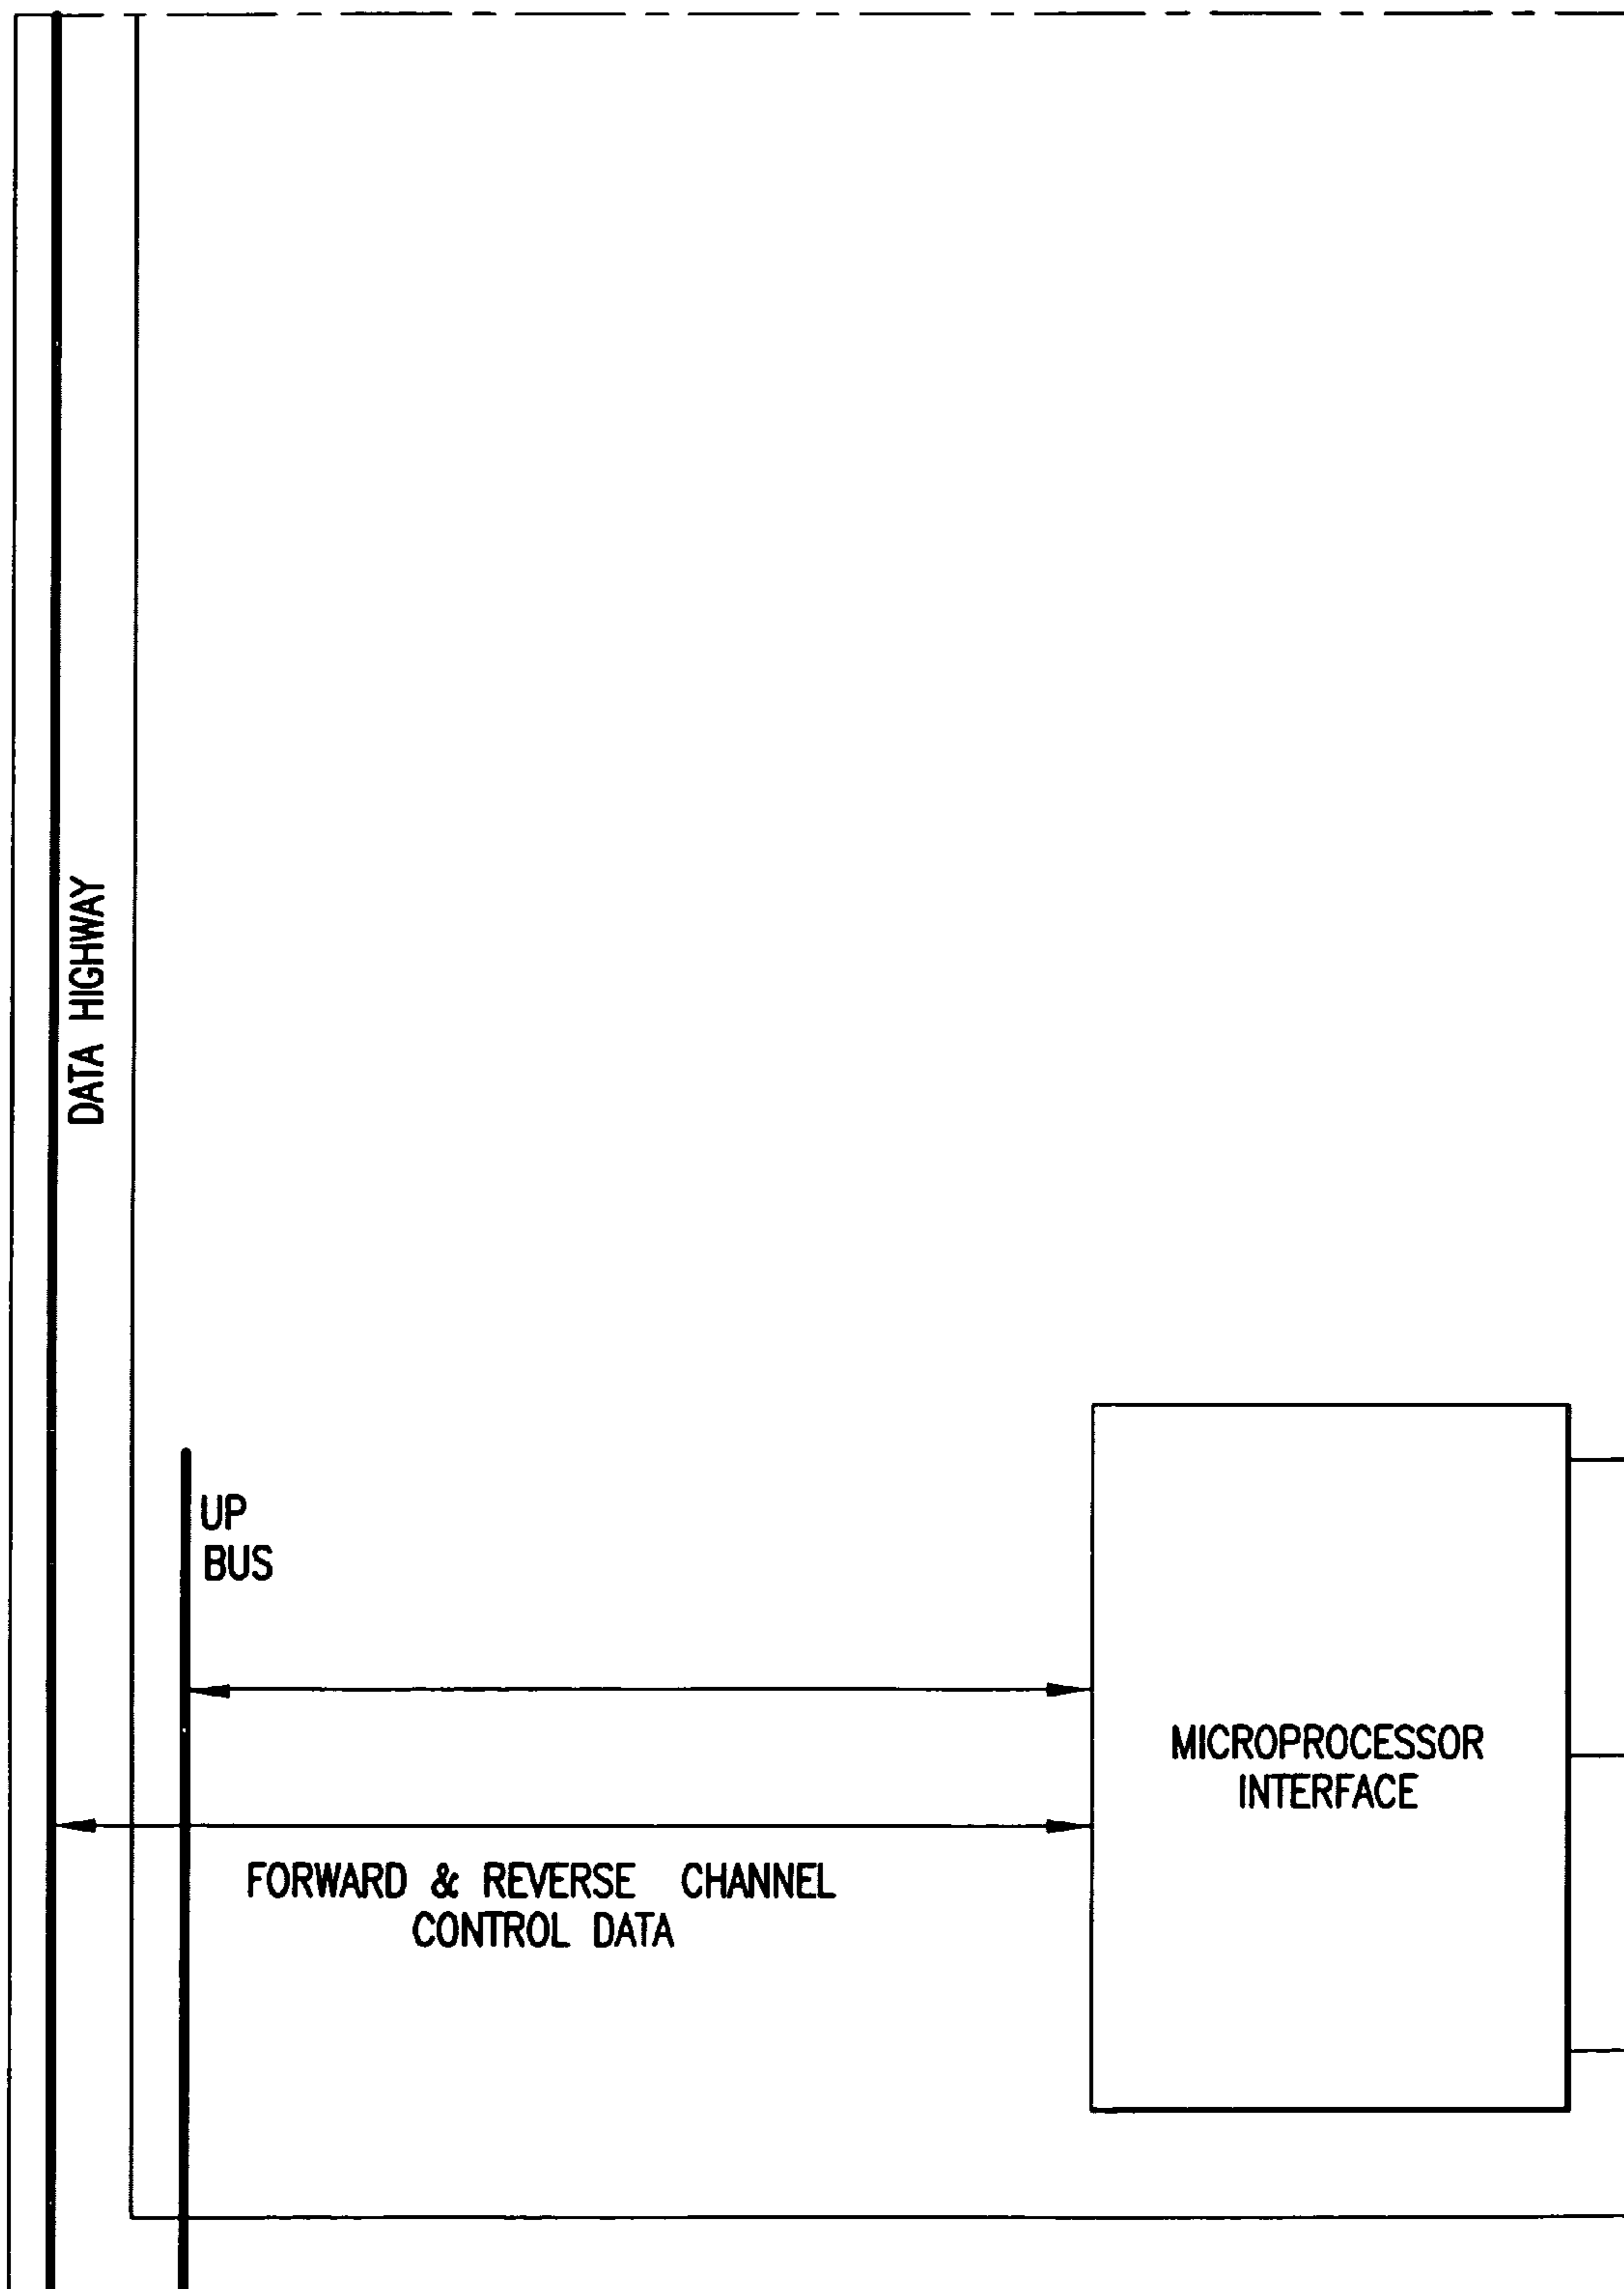 DATA HIGHWAY
UP
BUS
MICROPROCESSOR
INTERFACE
FORWARD & REVERSE CHANNEL
CONTROL DATA